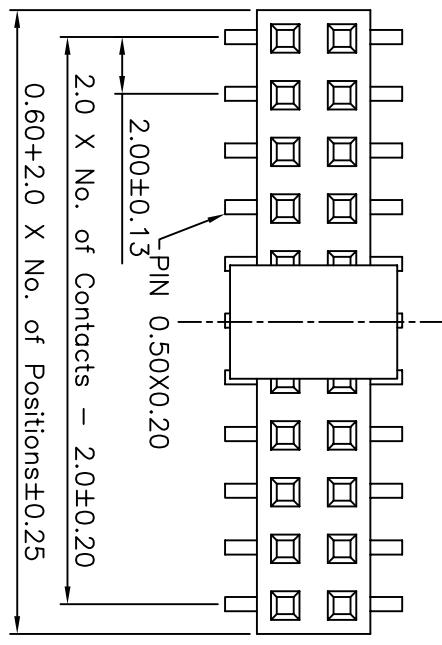 PIN 0.50X0.20
2.00±0.13
2.0 X No. of Contacts - 2.0±0.20
0.60+2.0 X No. of Positions±0.25